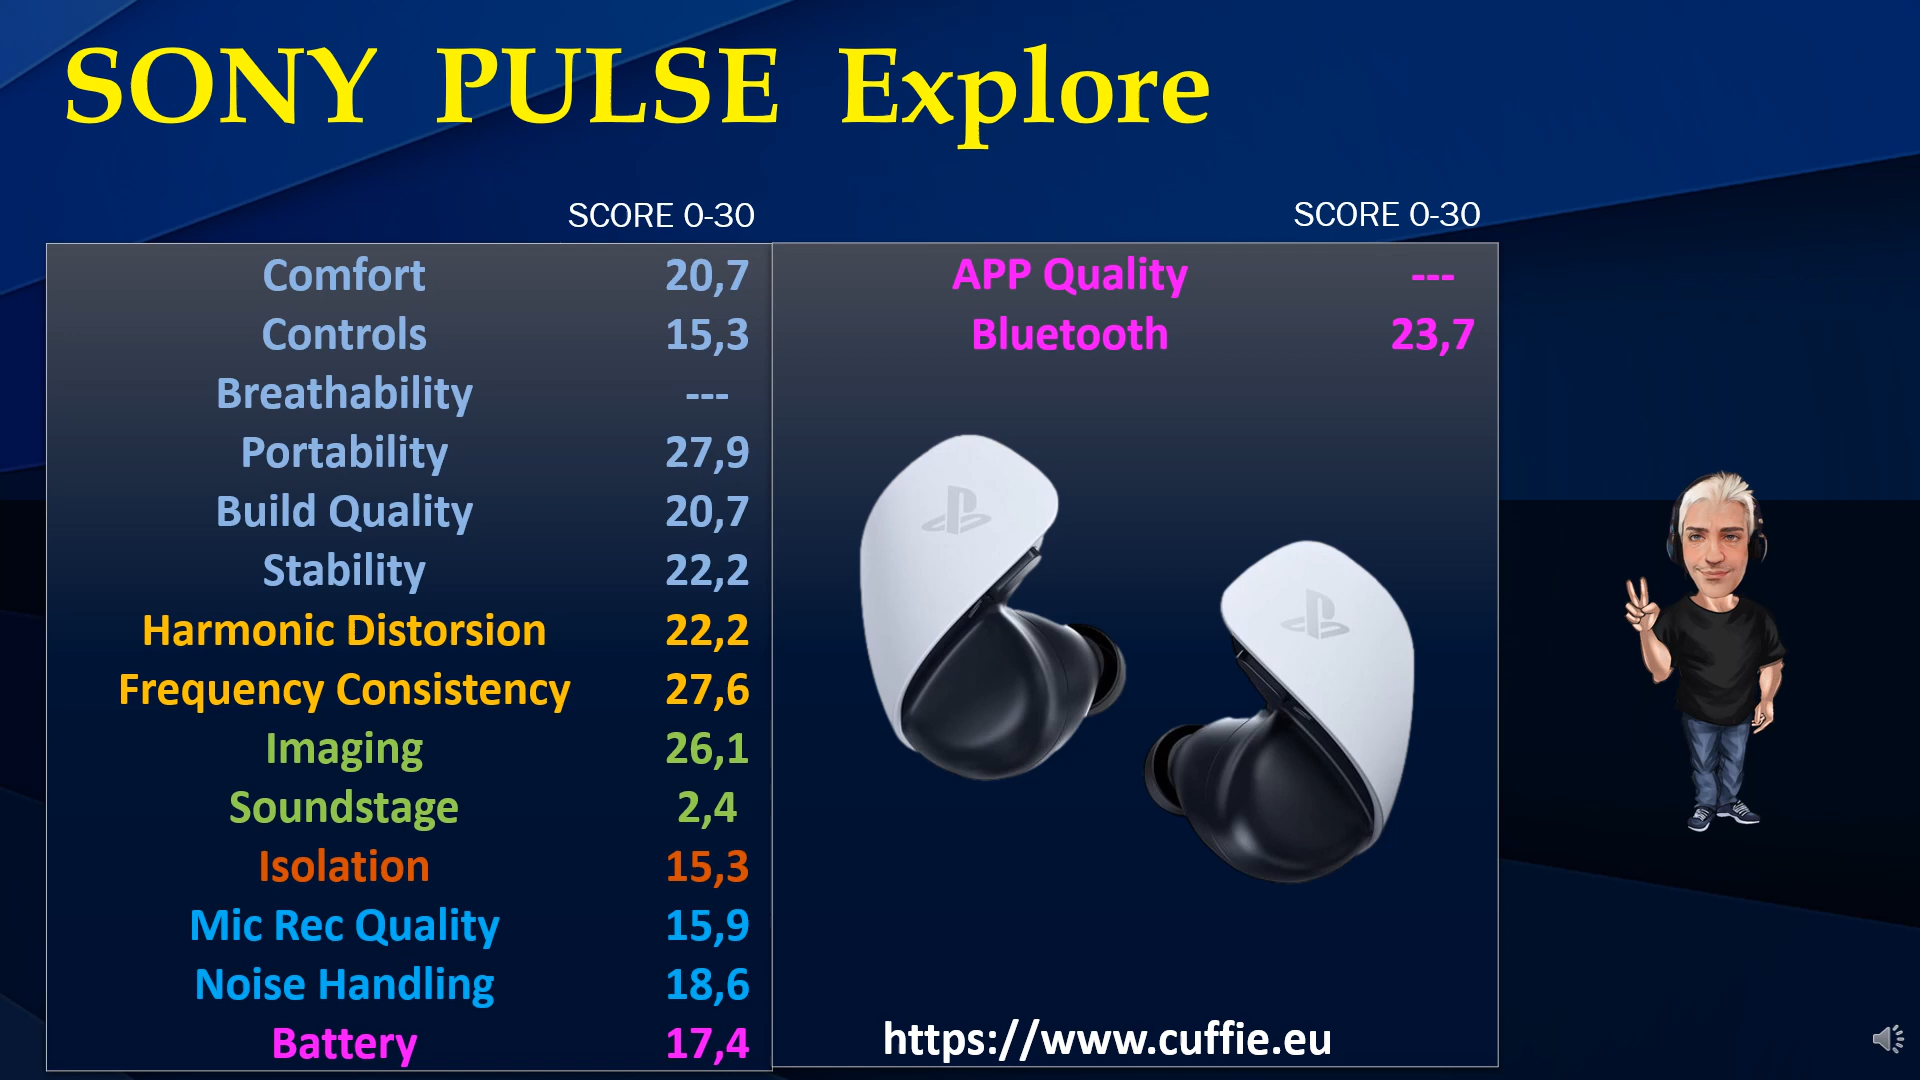 SONY PULSE Explore
SCORE 0-30
SCORE 0-30
Comfort 20,7
Controls 15,3
Breathability ---
Portability 27,9
Build Quality 20,7
Stability 22,2
Harmonic Distorsion 22,2
Frequency Consistency 27,6
Imaging 26,1
Soundstage 2,4
Isolation 15,3
Mic Rec Quality 15,9
Noise Handling 18,6
Battery 17,4
APP Quality ---
Bluetooth 23,7
https://www.cuffie.eu